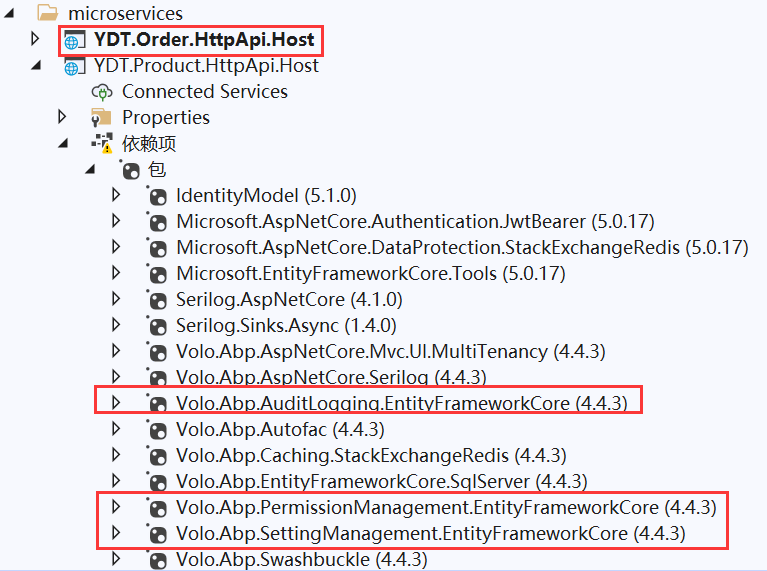 microservices
YDT.Order.HttpApi.Host
YDT.Product.HttpApi.Host
Connected Services
Properties
依赖项
包
IdentityModel (5.1.0)
Microsoft.AspNetCore.Authentication.JwtBearer (5.0.17)
Microsoft.AspNetCore.DataProtection.StackExchangeRedis (5.0.17)
Microsoft.EntityFrameworkCore.Tools (5.0.17)
Serilog.AspNetCore (4.1.0)
Serilog.Sinks.Async (1.4.0)
Volo.Abp.AspNetCore.Mvc.UI.MultiTenancy (4.4.3)
Volo.Abp.AspNetCore.Serilog (4.4.3)
Volo.Abp.AuditLogging.EntityFrameworkCore (4.4.3)
Volo.Abp.Autofac (4.4.3)
Volo.Abp.Caching.StackExchangeRedis (4.4.3)
Volo.Abp.EntityFrameworkCore.SqlServer (4.4.3)
Volo.Abp.PermissionManagement.EntityFrameworkCore (4.4.3)
Volo.Abp.SettingManagement.EntityFrameworkCore (4.4.3)
Volo.Abp.Swashbuckle (4.4.3)